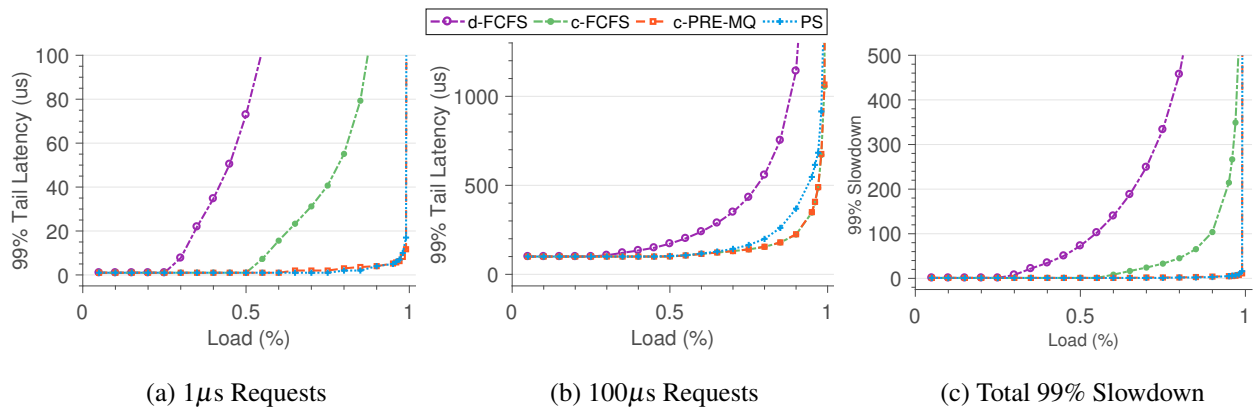 d-FCFS c-FCFS c-PRE-MQ PS
99% Tail Latency (us)
100
80
60
40
20
0
0 0.5 1
Load (%)
(a) 1μs Requests
99% Tail Latency (us)
1000
500
0
0 0.5 1
Load (%)
(b) 100μs Requests
99% Slowdown
500
400
300
200
100
0
0 0.5 1
Load (%)
(c) Total 99% Slowdown